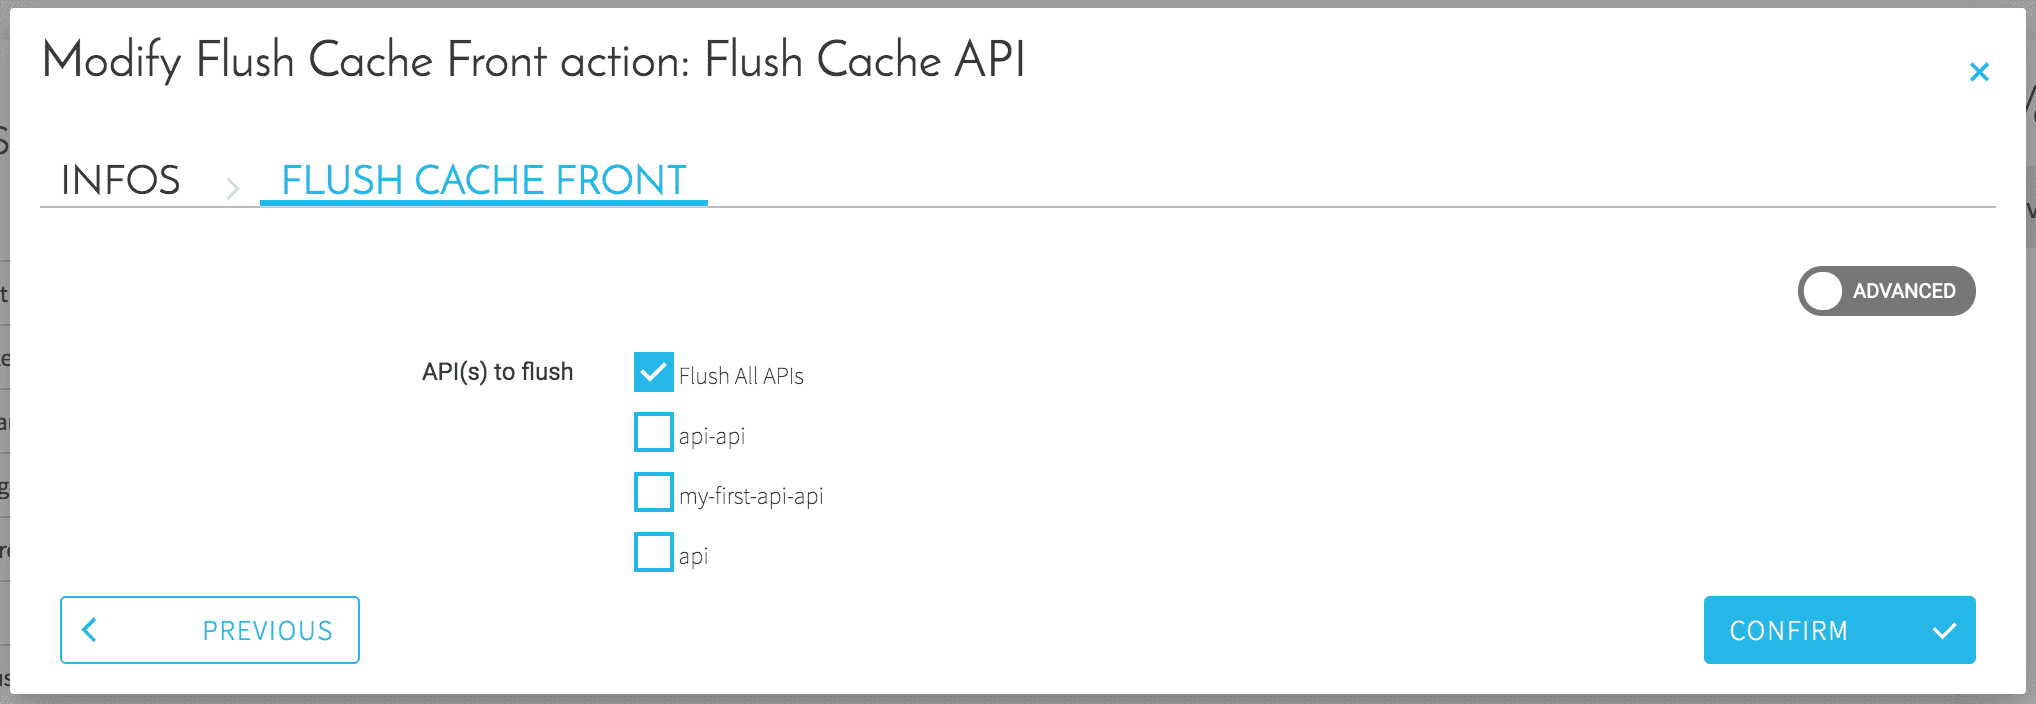 Modify Flush Cache Front action: Flush Cache API
INFOS
FLUSH CACHE FRONT
ADVANCED
API(s) to flush
Flush All APIs
api-api
my-first-api-api
api
PREVIOUS
CONFIRM